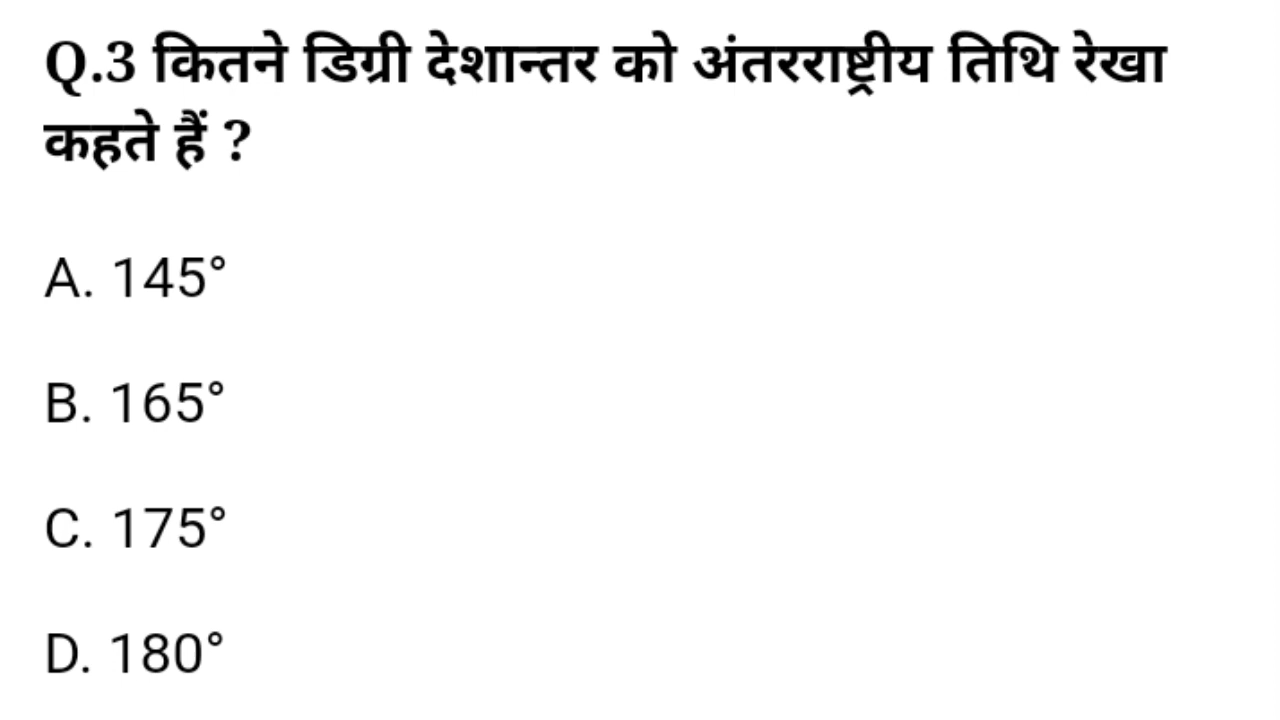 Q.3 कितने डिग्री देशान्तर को अंतरराष्ट्रीय तिथि रेखा
कहते हैं ?
A. 145°
B. 165°
C. 175°
D. 180°